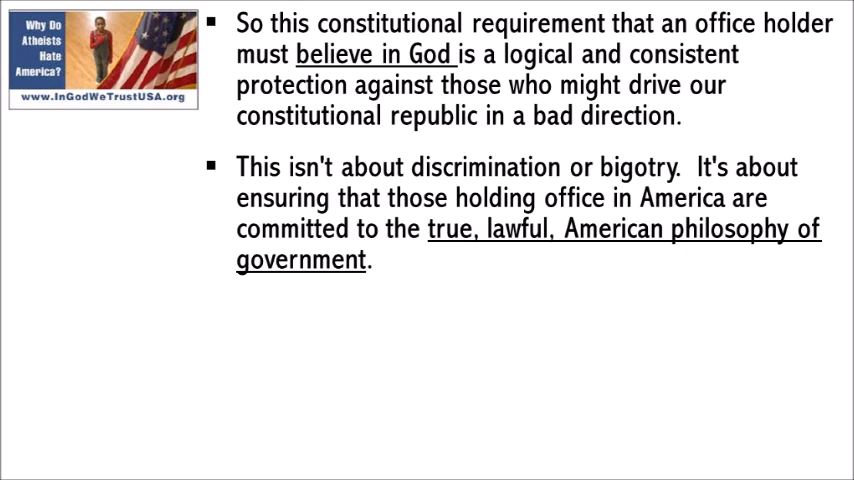 Why Do
Atheists
Hate
America?
www.InGodWeTrustUSA.org
▪ So this constitutional requirement that an office holder
must believe in God is a logical and consistent
protection against those who might drive our
constitutional republic in a bad direction.
▪ This isn't about discrimination or bigotry.  It's about
ensuring that those holding office in America are
committed to the true, lawful, American philosophy of
government.